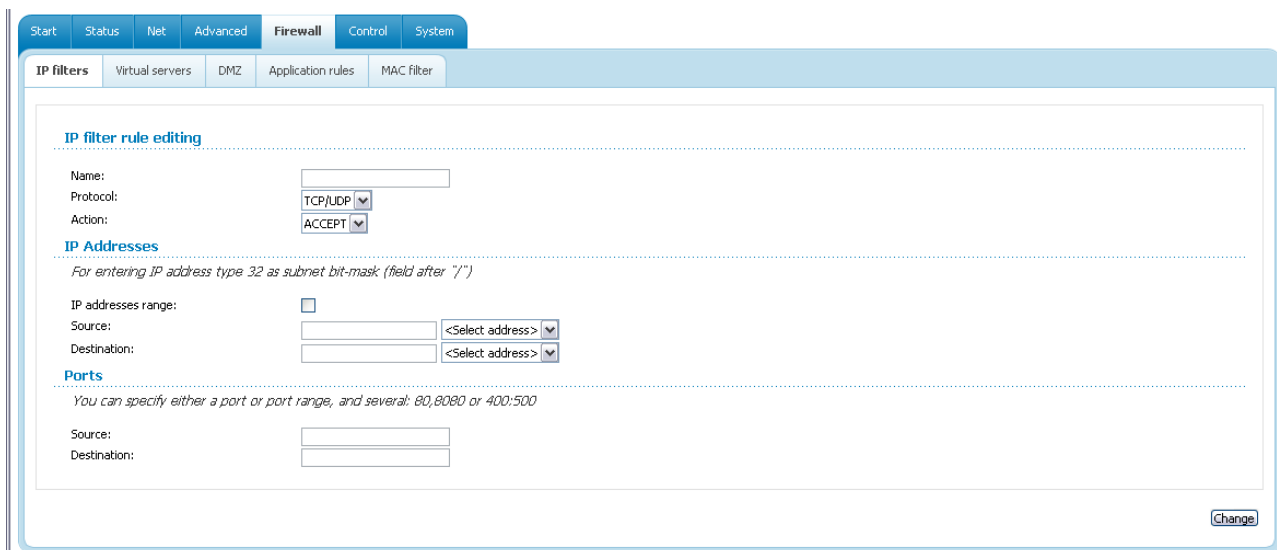 Start Status Net Advanced Firewall Control System
IP filters Virtual servers DMZ Application rules MAC filter
IP filter rule editing
Name:
Protocol: TCP/UDP
Action: ACCEPT
IP Addresses
For entering IP address type 32 as subnet bit-mask (field after "/")
IP addresses range:
Source: <Select address>
Destination: <Select address>
Ports
You can specify either a port or port range, and several: 80,8080 or 400:500
Source:
Destination:
Change